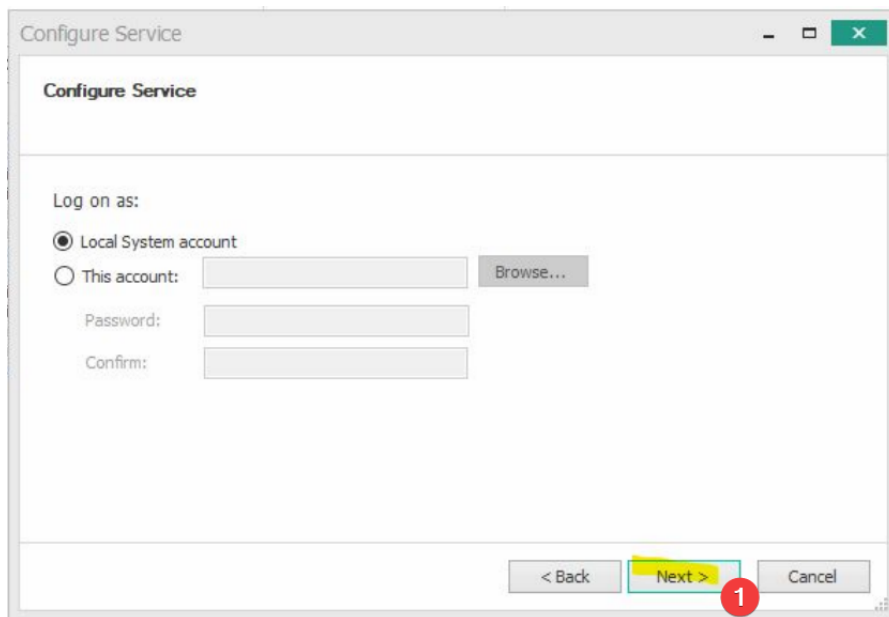 Configure Service
Configure Service
Log on as:
Local System account
This account:
Browse...
Password:
Confirm:
< Back
Next >
Cancel
1